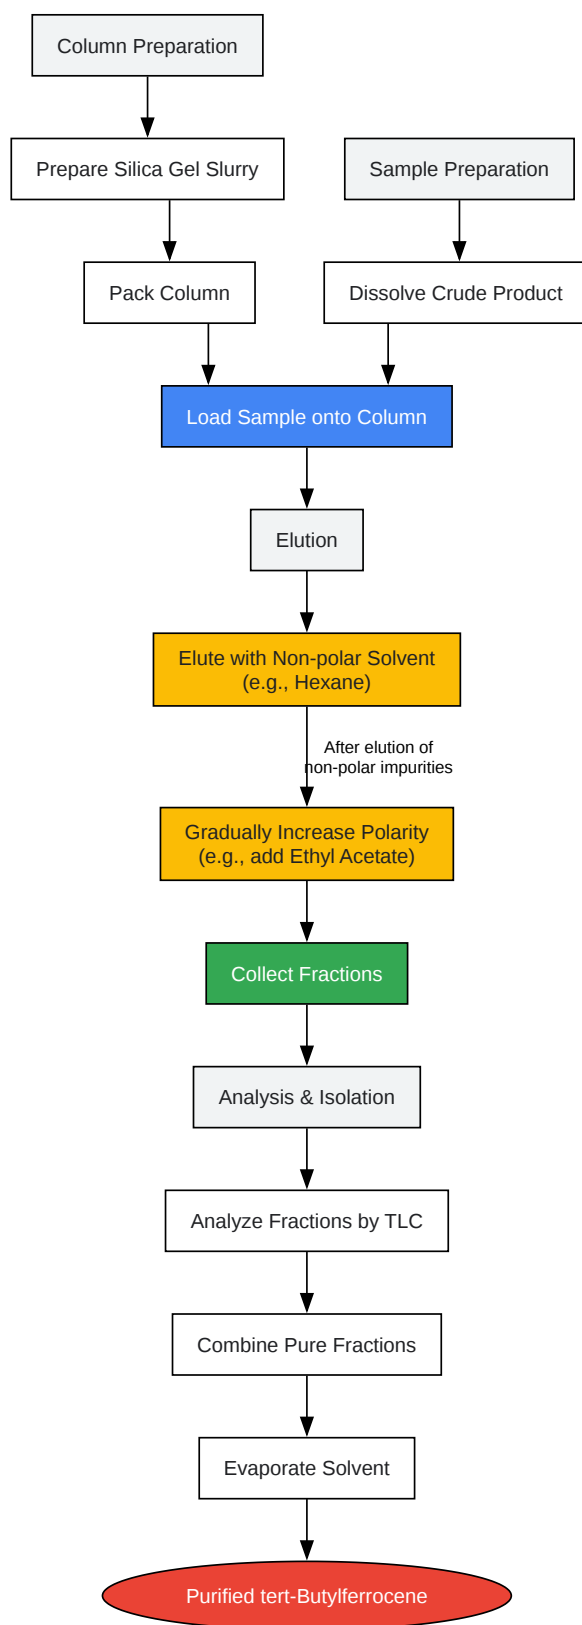 Column Preparation
Prepare Silica Gel Slurry
Sample Preparation
Pack Column
Dissolve Crude Product
Load Sample onto Column
Elution
Elute with Non-polar Solvent
(e.g., Hexane)
After elution of
non-polar impurities
Gradually Increase Polarity
(e.g., add Ethyl Acetate)
Collect Fractions
Analysis & Isolation
Analyze Fractions by TLC
Combine Pure Fractions
Evaporate Solvent
Purified tert-Butylferrocene